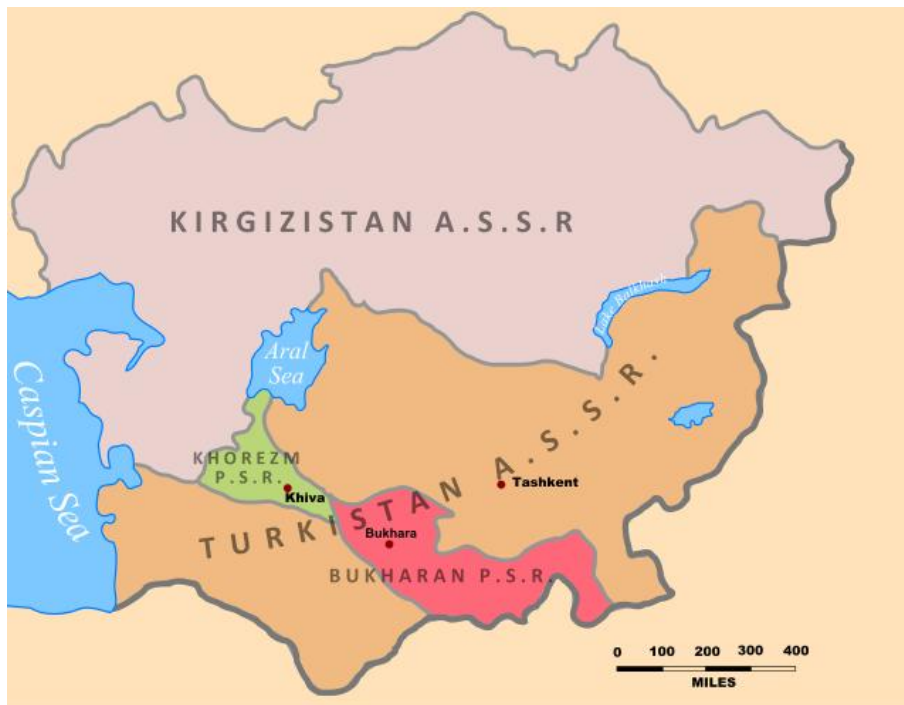 KIRGIZISTAN A.S.S.R
Lake Balkhash
Aral
Sea
Caspian Sea
KHOREZM
P.S.R.
Khiva
TURKISTAN A.S.S.R.
Tashkent
Bukhara
BUKHARAN P.S.R.
0 100 200 300 400
MILES